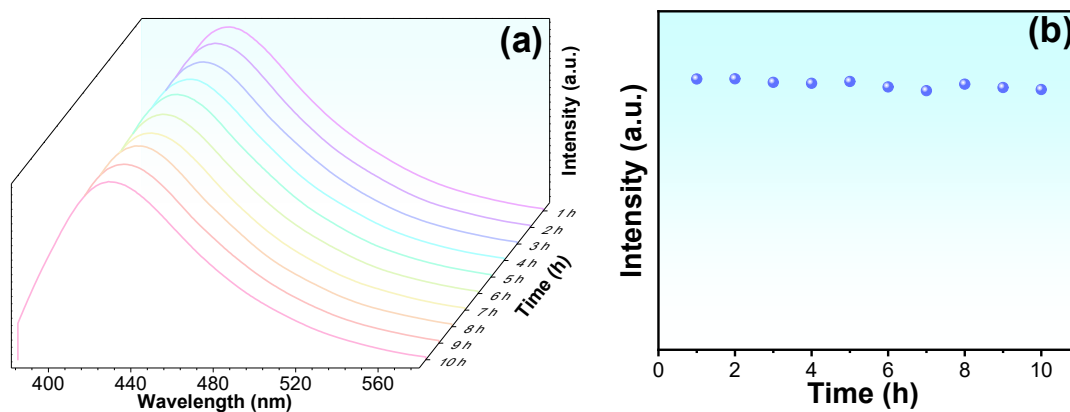 (a)
Intensity (a.u.)
1 h
2 h
3 h
4 h
5 h
6 h
7 h
8 h
9 h
10 h
Time (h)
400 440 480 520 560
Wavelength (nm)
(b)
Intensity (a.u.)
0 2 4 6 8 10
Time (h)